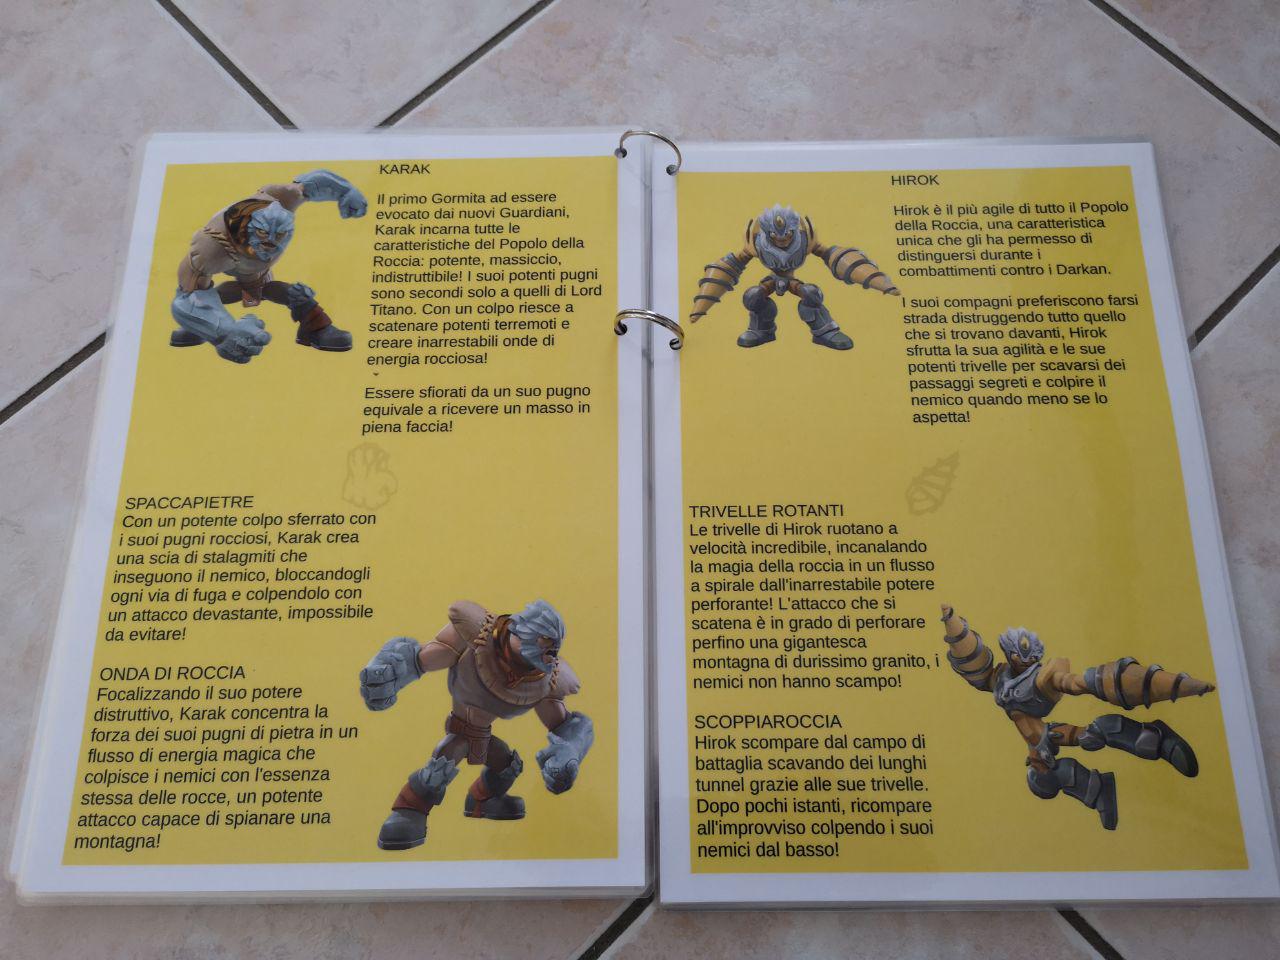 KARAK
Il primo Gormita ad essere
evocato dai nuovi Guardiani,
Karak incarna tutte le
caratteristiche del Popolo della
Roccia: potente, massiccio,
indistruttibile! I suoi potenti pugni
sono secondi solo a quelli di Lord
Titano. Con un colpo riesce a
scatenare potenti terremoti e
creare inarrestabili onde di
energia rocciosa!
Essere sfiorati da un suo pugno
equivale a ricevere un masso in
piena faccia!
SPACCAPIETRE
Con un potente colpo sferrato con
i suoi pugni rocciosi, Karak crea
una scia di stalagmiti che
inseguono il nemico, bloccandogli
ogni via di fuga e colpendolo con
un attacco devastante, impossibile
da evitare!
ONDA DI ROCCIA
Focalizzando il suo potere
distruttivo, Karak concentra la
forza dei suoi pugni di pietra in un
flusso di energia magica che
colpisce i nemici con l'essenza
stessa delle rocce, un potente
attacco capace di spianare una
montagna!
HIROK
Hirok è il più agile di tutto il Popolo
della Roccia, una caratteristica
unica che gli ha permesso di
distinguersi durante i
combattimenti contro i Darkan.
I suoi compagni preferiscono farsi
strada distruggendo tutto quello
che si trovano davanti, Hirok
sfrutta la sua agilità e le sue
potenti trivelle per scavarsi dei
passaggi segreti e colpire il
nemico quando meno se lo
aspetta!
TRIVELLE ROTANTI
Le trivelle di Hirok ruotano a
velocità incredibile, incanalando
la magia della roccia in un flusso
a spirale dall'inarrestabile potere
perforante! L'attacco che si
scatena è in grado di perforare
perfino una gigantesca
montagna di durissimo granito, i
nemici non hanno scampo!
SCOPPIAROCCIA
Hirok scompare dal campo di
battaglia scavando dei lunghi
tunnel grazie alle sue trivelle.
Dopo pochi istanti, ricompare
all'improvviso colpendo i suoi
nemici dal basso!